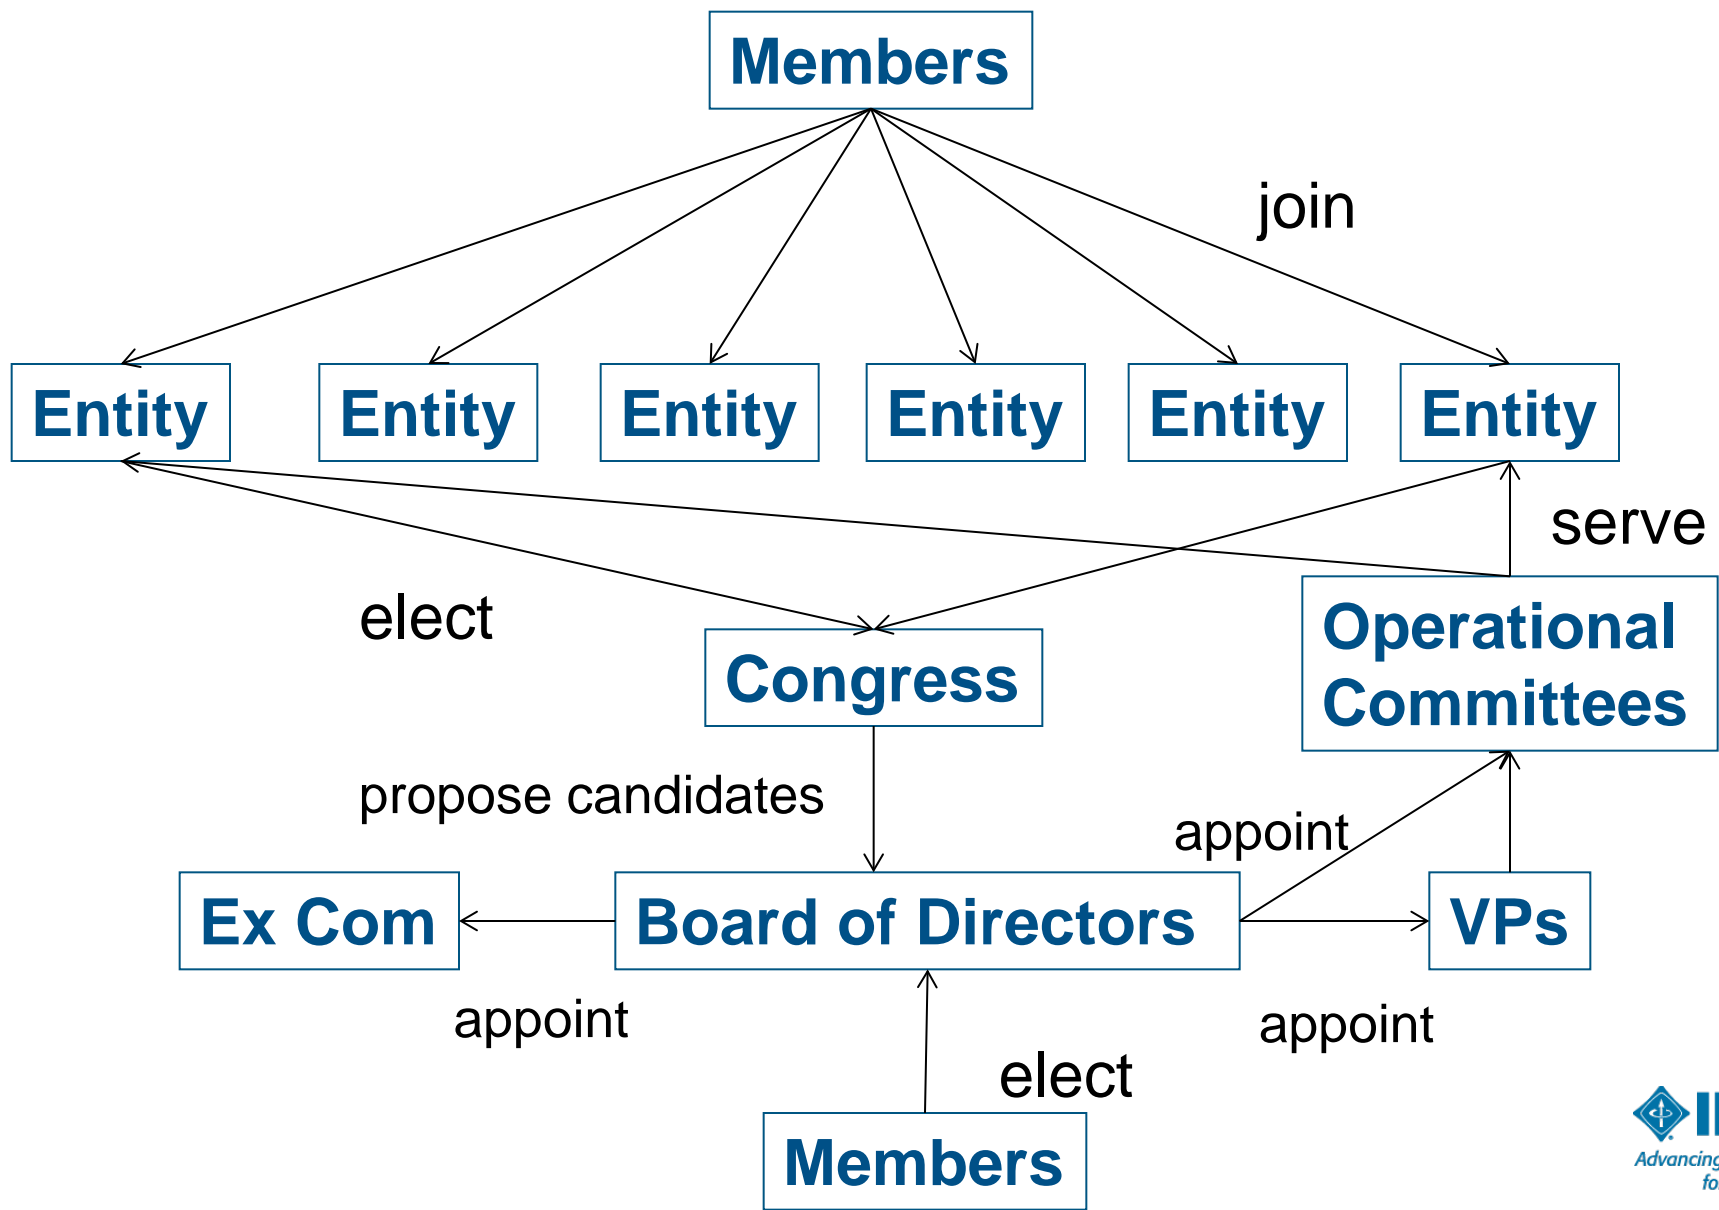 Members
join
Entity
Entity
Entity
Entity
Entity
Entity
serve
elect
Congress
Operational
Committees
propose candidates
appoint
Ex Com
Board of Directors
VPs
appoint
appoint
elect
Members
Advancing